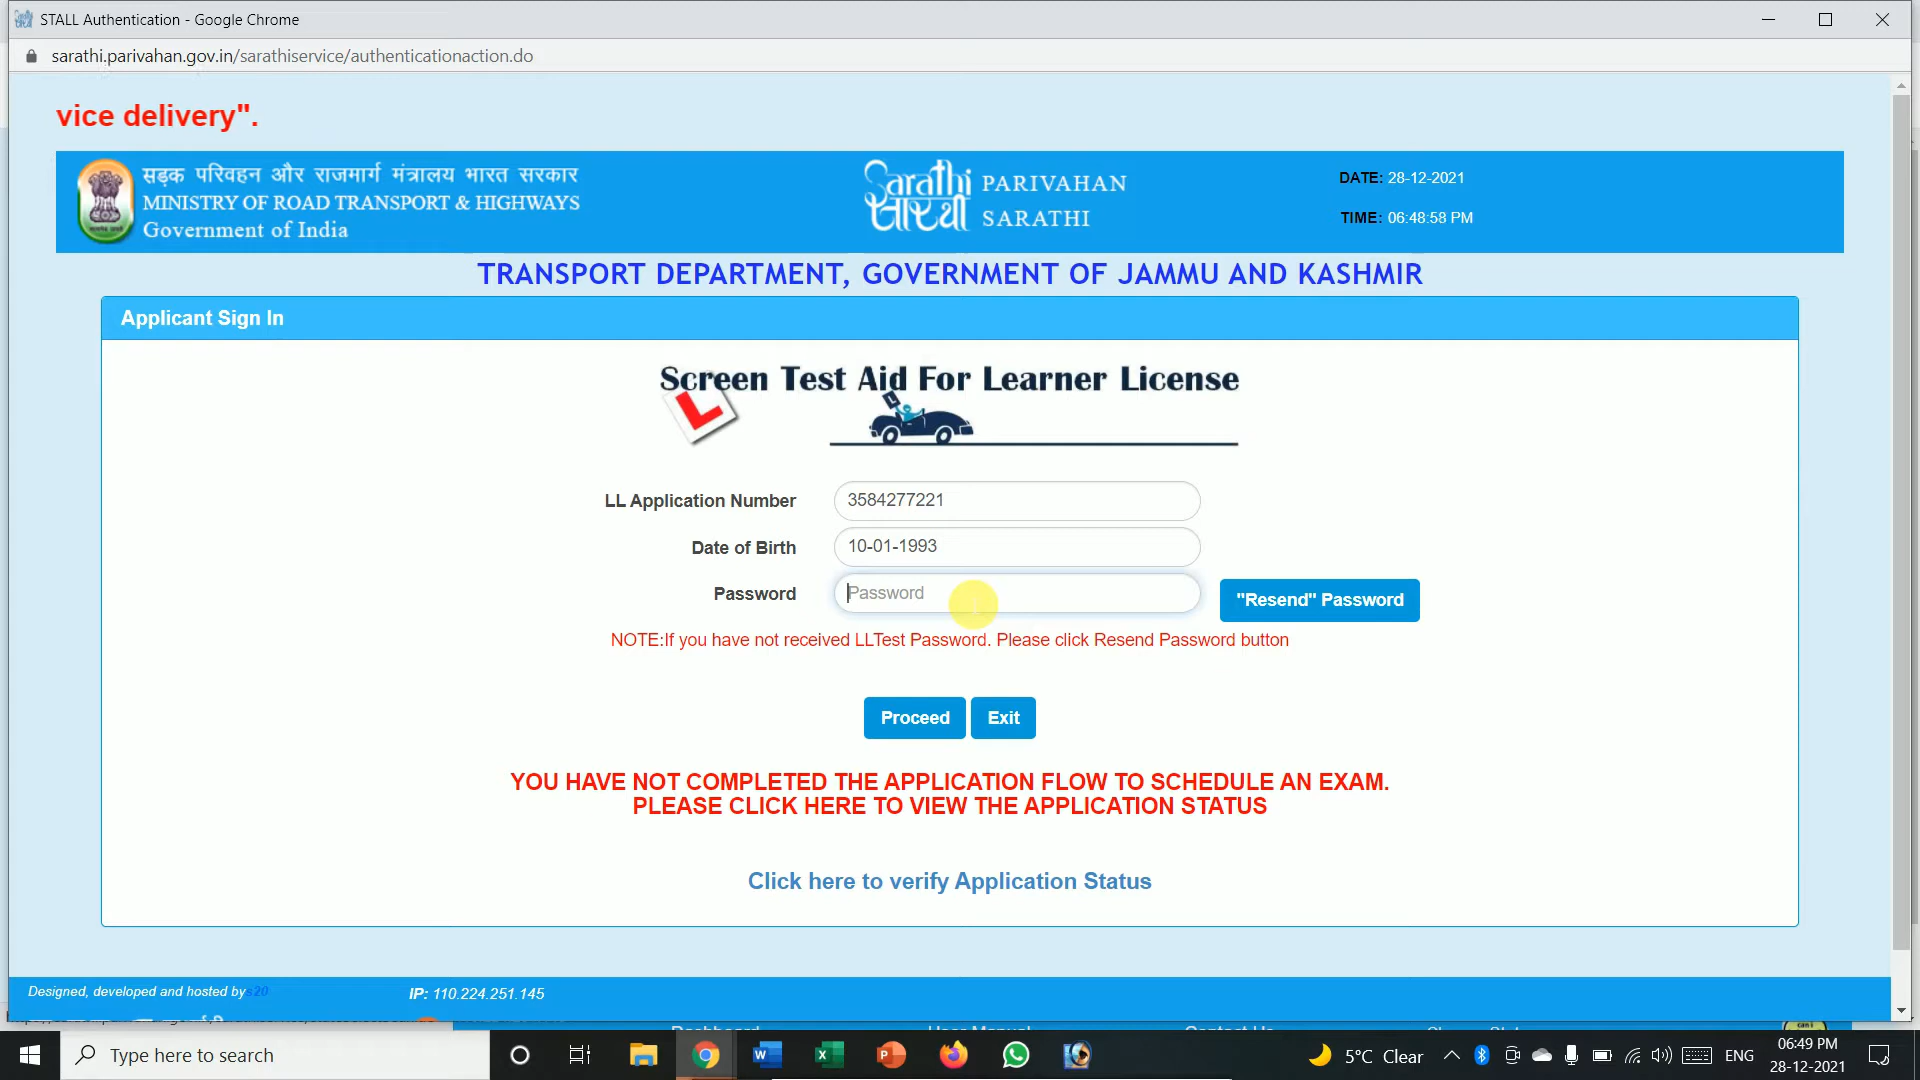 STALL Authentication - Google Chrome
sarathi.parivahan.gov.in/sarathiservice/authenticationaction.do
vice delivery".
सड़क परिवहन और राजमार्ग मंत्रालय भारत सरकार
MINISTRY OF ROAD TRANSPORT & HIGHWAYS
Government of India
Sarathi
सारथी
PARIVAHAN
SARATHI
DATE: 28-12-2021
TIME: 06:48:58 PM
TRANSPORT DEPARTMENT, GOVERNMENT OF JAMMU AND KASHMIR
Applicant Sign In
Screen Test Aid For Learner License
L
L
LL Application Number 3584277221
Date of Birth 10-01-1993
Password Password "Resend" Password
NOTE:If you have not received LLTest Password. Please click Resend Password button
Proceed Exit
YOU HAVE NOT COMPLETED THE APPLICATION FLOW TO SCHEDULE AN EXAM.
PLEASE CLICK HERE TO VIEW THE APPLICATION STATUS
Click here to verify Application Status
Designed, developed and hosted by s20 IP: 110.224.251.145
Type here to search
5°C Clear
ENG
06:49 PM
28-12-2021